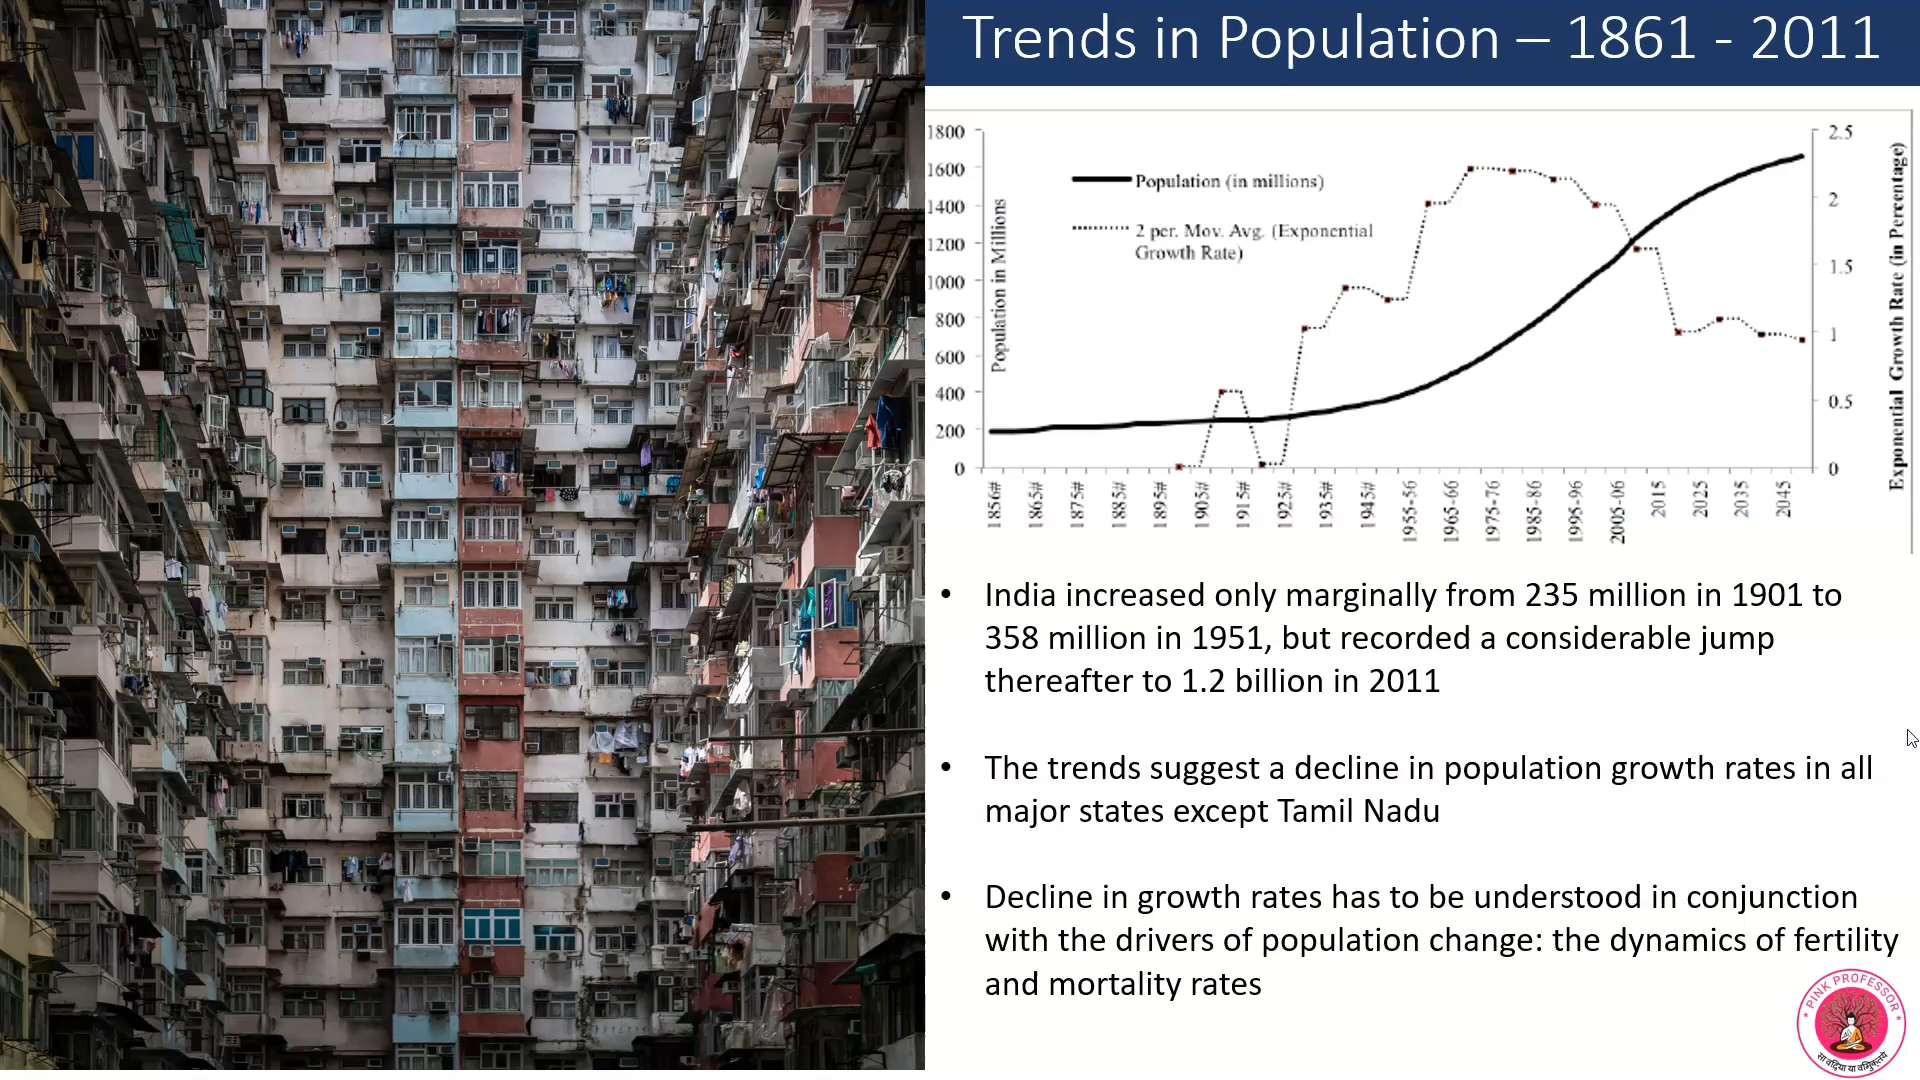 Trends in Population – 1861 - 2011
1800
1600
1400
1200
1000
800
600
400
200
0
Population in Millions
Population (in millions)
2 per. Mov. Avg. (Exponential
Growth Rate)
2.5
2
1.5
1
0.5
0
Exponential Growth Rate (in Percentage)
1856#
1865#
1875#
1885#
1895#
1905#
1915#
1925#
1935#
1945#
1955-56
1965-66
1975-76
1985-86
1995-96
2005-06
2015
2025
2035
2045
• India increased only marginally from 235 million in 1901 to
358 million in 1951, but recorded a considerable jump
thereafter to 1.2 billion in 2011
• The trends suggest a decline in population growth rates in all
major states except Tamil Nadu
• Decline in growth rates has to be understood in conjunction
with the drivers of population change: the dynamics of fertility
and mortality rates
* PINK PROFESSOR *